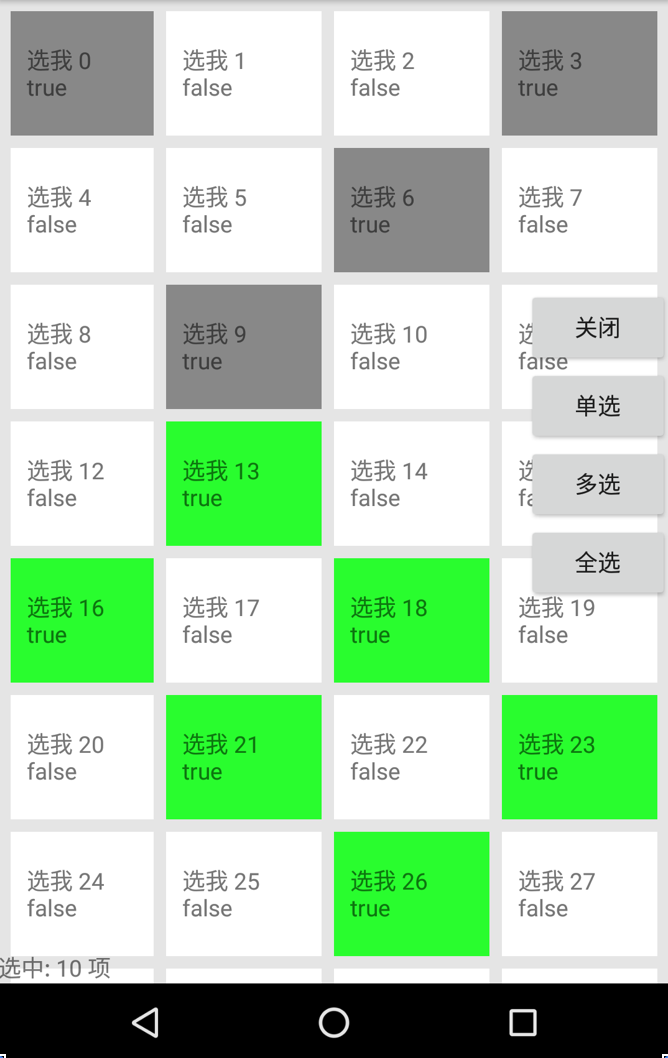 选我 0
true
选我 1
false
选我 2
false
选我 3
true
选我 4
false
选我 5
false
选我 6
true
选我 7
false
选我 8
false
选我 9
true
选我 10
false
false
关闭
单选
选我 12
false
选我 13
true
选我 14
false
多选
全选
选我 16
true
选我 17
false
选我 18
true
选我 19
false
选我 20
false
选我 21
true
选我 22
false
选我 23
true
选我 24
false
选我 25
false
选我 26
true
选我 27
false
选中: 10 项